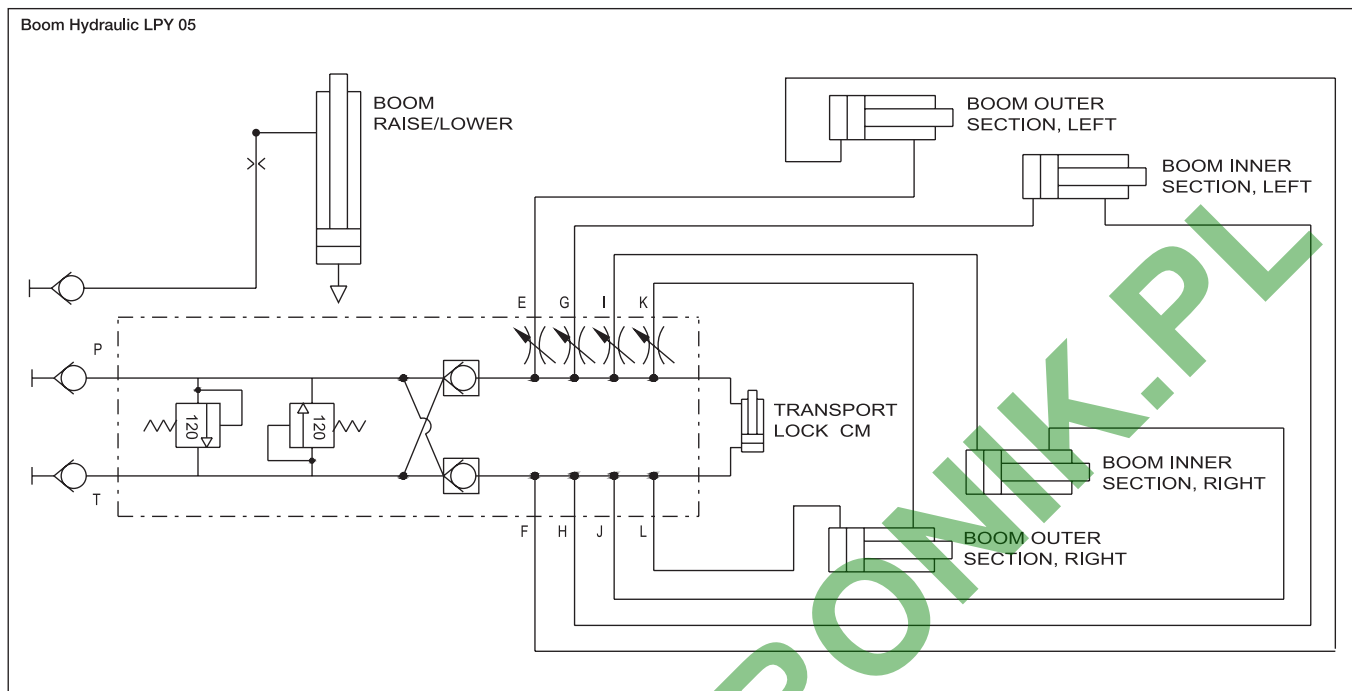 Boom Hydraulic LPY 05
BOOM
RAISE/LOWER
BOOM OUTER
SECTION, LEFT
BOOM INNER
SECTION, LEFT
E G I K
P
120
120
TRANSPORT
LOCK CM
T
BOOM INNER
SECTION, RIGHT
F H J L
BOOM OUTER
SECTION, RIGHT
PONIK.PL